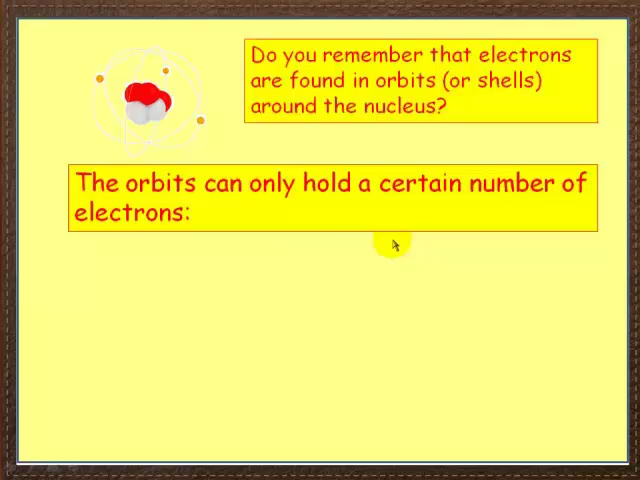 Do you remember that electrons
are found in orbits (or shells)
around the nucleus?
The orbits can only hold a certain number of
electrons: